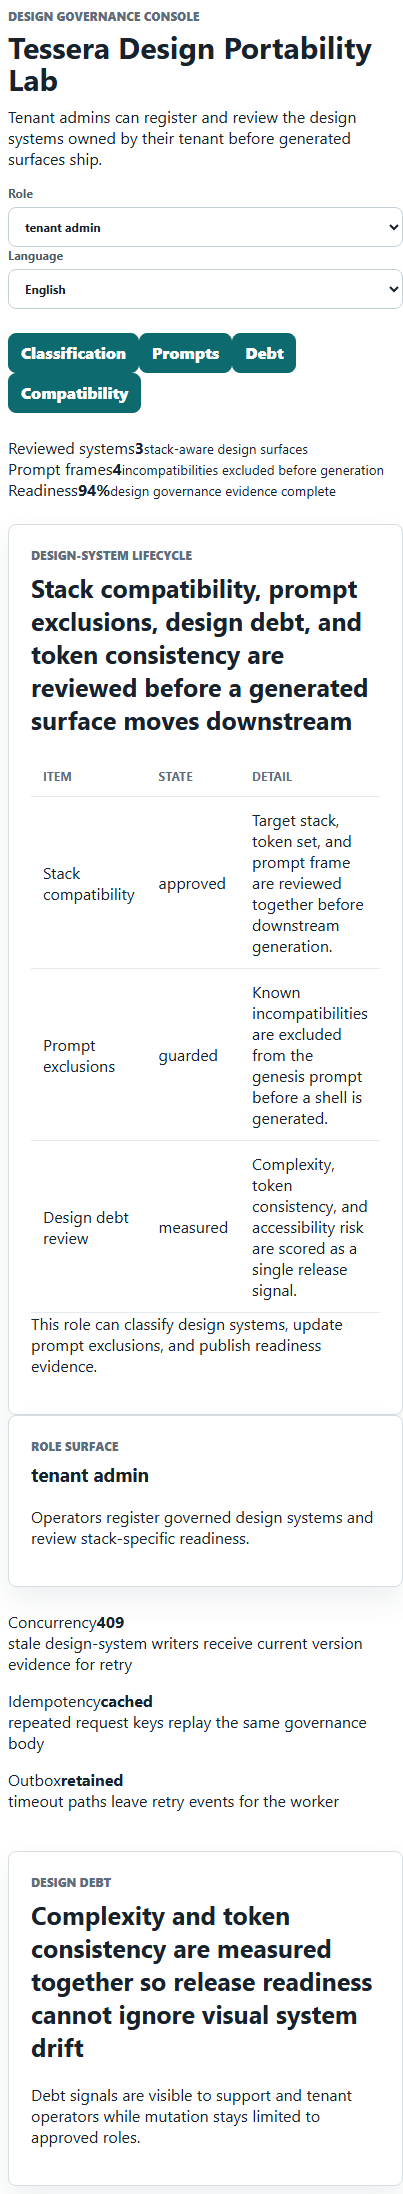 DESIGN GOVERNANCE CONSOLE
Tessera Design Portability
Lab
Tenant admins can register and review the design
systems owned by their tenant before generated
surfaces ship.
Role
tenant admin
Language
English
Classification Prompts Debt
Compatibility
Reviewed systems3stack-aware design surfaces
Prompt frames4incompatibilities excluded before generation
Readiness94%design governance evidence complete
DESIGN-SYSTEM LIFECYCLE
Stack compatibility, prompt
exclusions, design debt, and
token consistency are
reviewed before a generated
surface moves downstream
ITEM STATE DETAIL
Stack
compatibility
approved
Target stack,
token set, and
prompt frame
are reviewed
together before
downstream
generation.
Prompt
exclusions
guarded
Known
incompatibilities
are excluded
from the
genesis prompt
before a shell is
generated.
Design debt
review
measured
Complexity,
token
consistency, and
accessibility risk
are scored as a
single release
signal.
This role can classify design systems, update
prompt exclusions, and publish readiness
evidence.
ROLE SURFACE
tenant admin
Operators register governed design systems and
review stack-specific readiness.
Concurrency409
stale design-system writers receive current version
evidence for retry
Idempotencycached
repeated request keys replay the same governance
body
Outboxretained
timeout paths leave retry events for the worker
DESIGN DEBT
Complexity and token
consistency are measured
together so release readiness
cannot ignore visual system
drift
Debt signals are visible to support and tenant
operators while mutation stays limited to
approved roles.